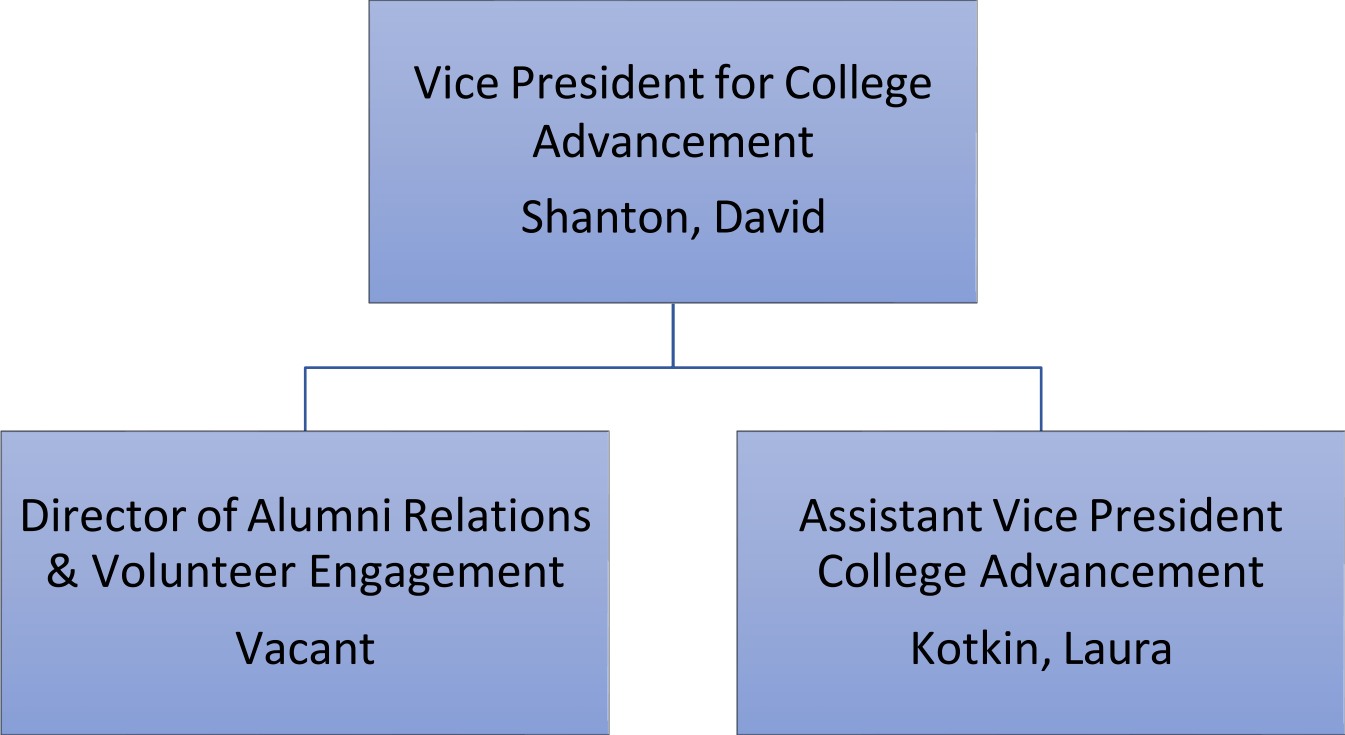 Vice President for College
Advancement
Shanton, David
Director of Alumni Relations
& Volunteer Engagement
Vacant
Assistant Vice President
College Advancement
Kotkin, Laura